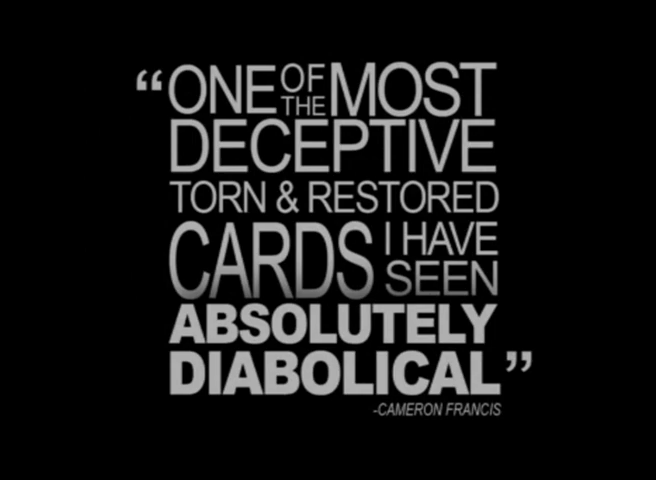 “ONE OF THE MOST
DECEPTIVE
TORN & RESTORED
CARDS I HAVE SEEN
ABSOLUTELY
DIABOLICAL”
-CAMERON FRANCIS